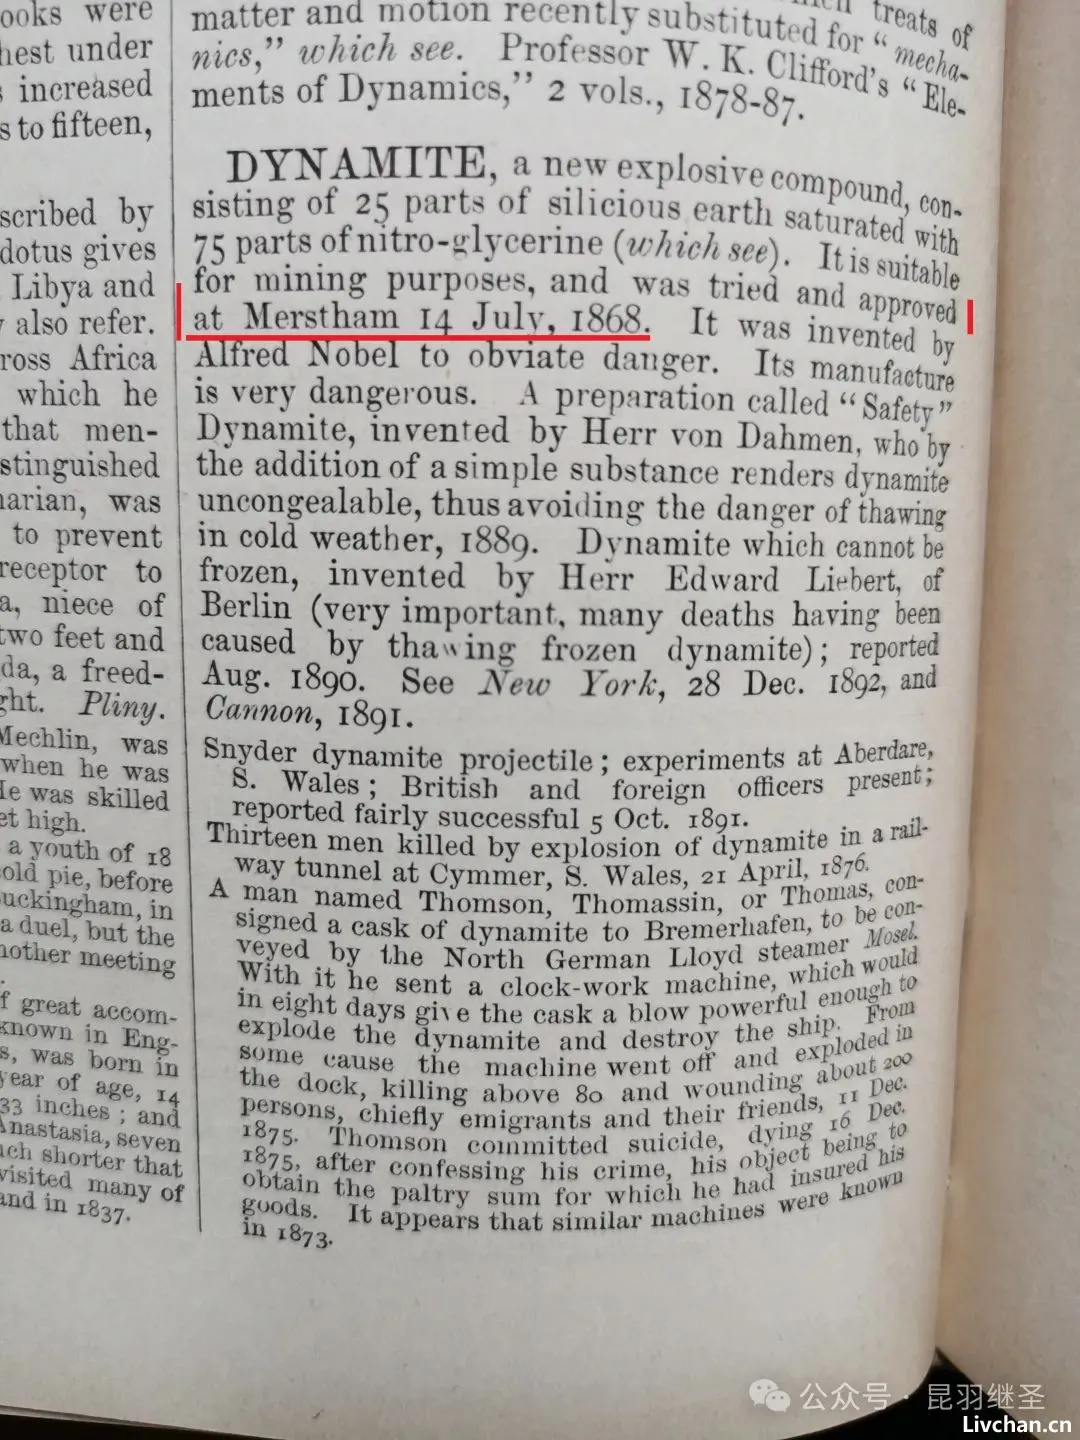 ooks were
hest under
s increased
s to fifteen,
scribed by
dotus gives
Libya and
y also refer.
ross Africa
which he
that men-
stinguished
narian, was
to prevent
receptor to
a, niece of
two feet and
da, a freed-
ght. Pliny.
Mechlin, was
when he was
He was skilled
et high.
a youth of 18
cold pie, before
Buckingham, in
a duel, but the
nother meeting
f great accom-
known in Eng-
s, was born in
year of age, 14
33 inches; and
Anastasia, seven
uch shorter that
visited many of
and in 1837.
treats of
matter and motion recently substituted for "mecha-
nics," which see. Professor W. K. Clifford's "Ele-
ments of Dynamics," 2 vols., 1878-87.
DYNAMITE, a new explosive compound, con-
sisting of 25 parts of silicious earth saturated with
75 parts of nitro-glycerine (which see). It is suitable
for mining purposes, and was tried and approved
at Merstham 14 July, 1868. It was invented by
Alfred Nobel to obviate danger. Its manufacture
is very dangerous. A preparation called "Safety"
Dynamite, invented by Herr von Dahmen, who by
the addition of a simple substance renders dynamite
uncongealable, thus avoiding the danger of thawing
in cold weather, 1889. Dynamite which cannot be
frozen, invented by Herr Edward Liebert, of
Berlin (very important, many deaths having been
caused by thawing frozen dynamite); reported
Aug. 1890. See New York, 28 Dec. 1892, and
Cannon, 1891.
Snyder dynamite projectile; experiments at Aberdare,
S. Wales; British and foreign officers present;
reported fairly successful 5 Oct. 1891.
Thirteen men killed by explosion of dynamite in a rail-
way tunnel at Cymmer, S. Wales, 21 April, 1876.
A man named Thomson, Thomassin, or Thomas, con-
signed a cask of dynamite to Bremerhafen, to be con-
veyed by the North German Lloyd steamer Mosel.
With it he sent a clock-work machine, which would
in eight days give the cask a blow powerful enough to
explode the dynamite and destroy the ship. From
some cause the machine went off and exploded in
the dock, killing above 80 and wounding about 200
persons, chiefly emigrants and their friends, 11 Dec.
1875. Thomson committed suicide, dying 16 Dec.
1875, after confessing his crime, his object being to
obtain the paltry sum for which he had insured his
goods. It appears that similar machines were known
in 1873.
公众号 · 昆羽继圣
Livchan.cn